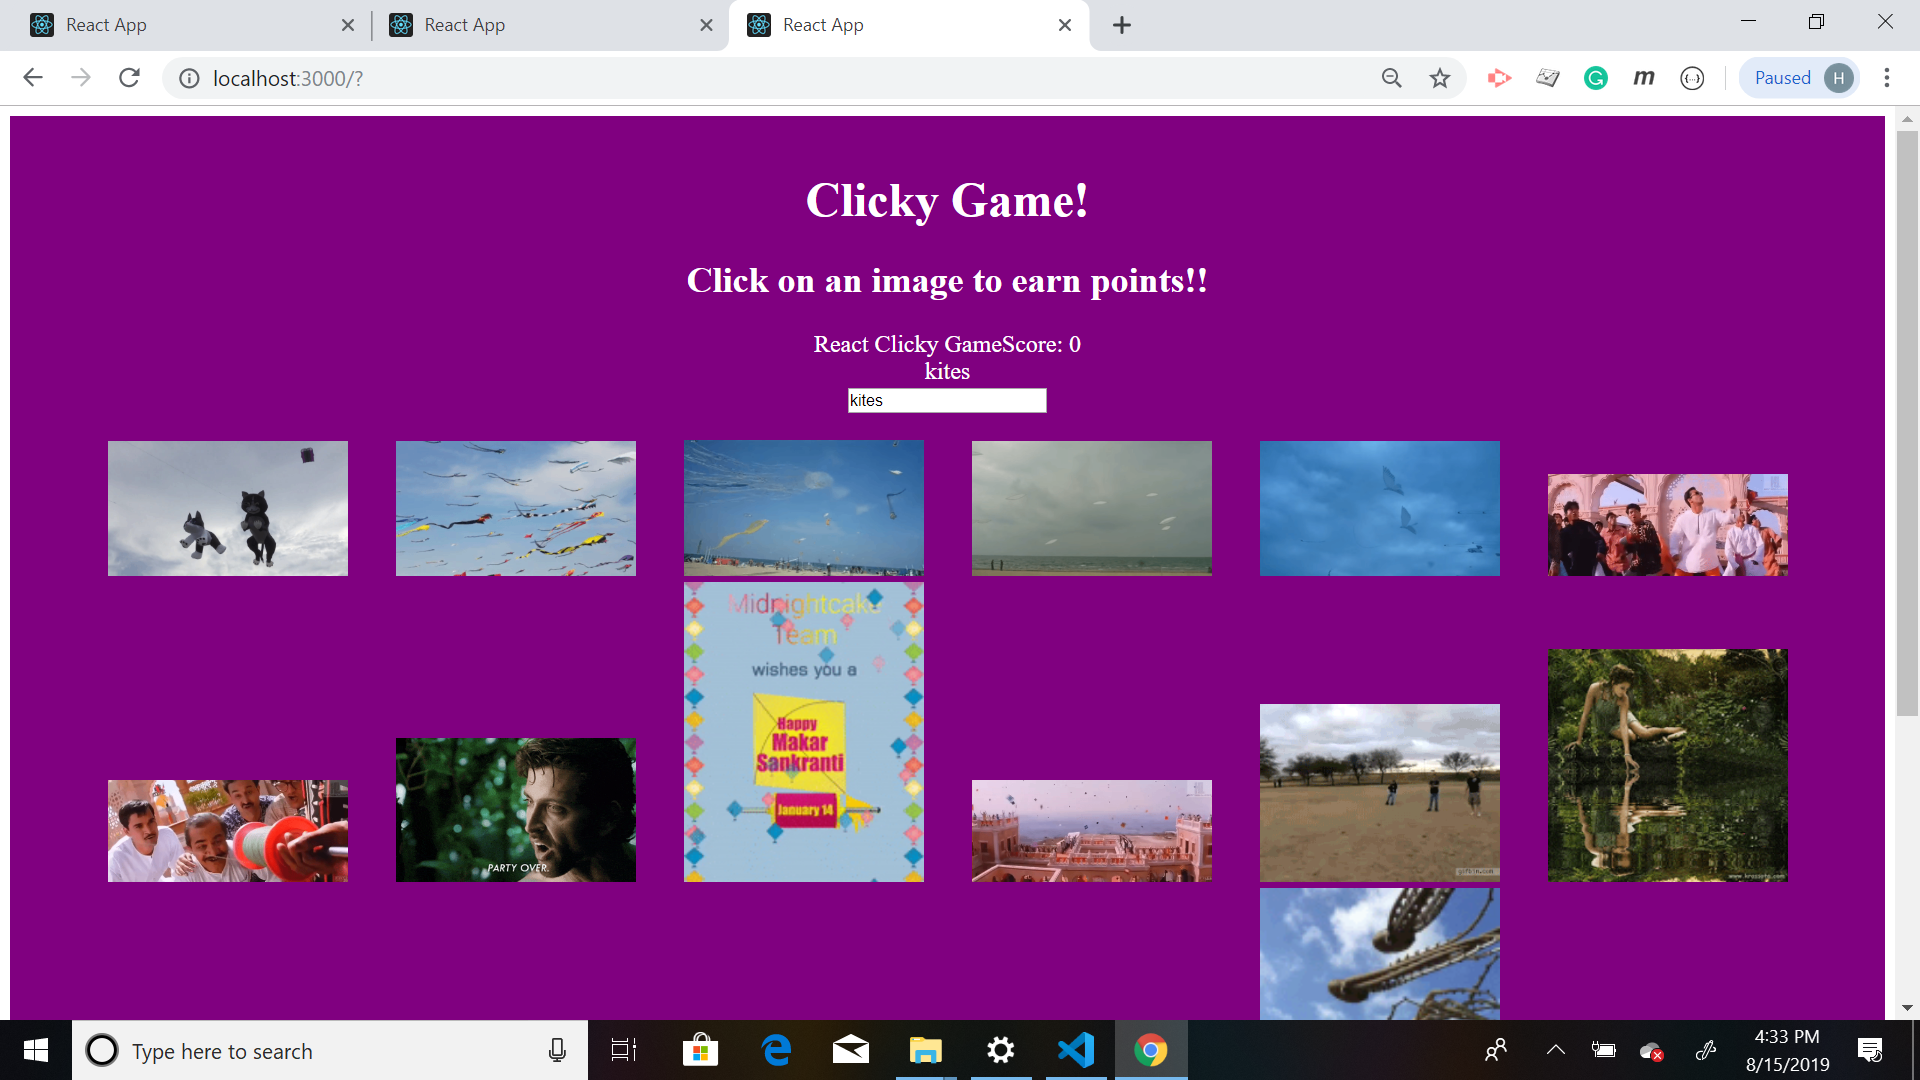 React App
React App
React App
localhost:3000/?
m
Paused
H
Clicky Game!
Click on an image to earn points!!
React Clicky GameScore: 0
kites
kites
Midnightcake
Team
wishes you a
Happy
Makar
Sankranti
January 14
PARTY OVER.
Type here to search
4:33 PM
8/15/2019